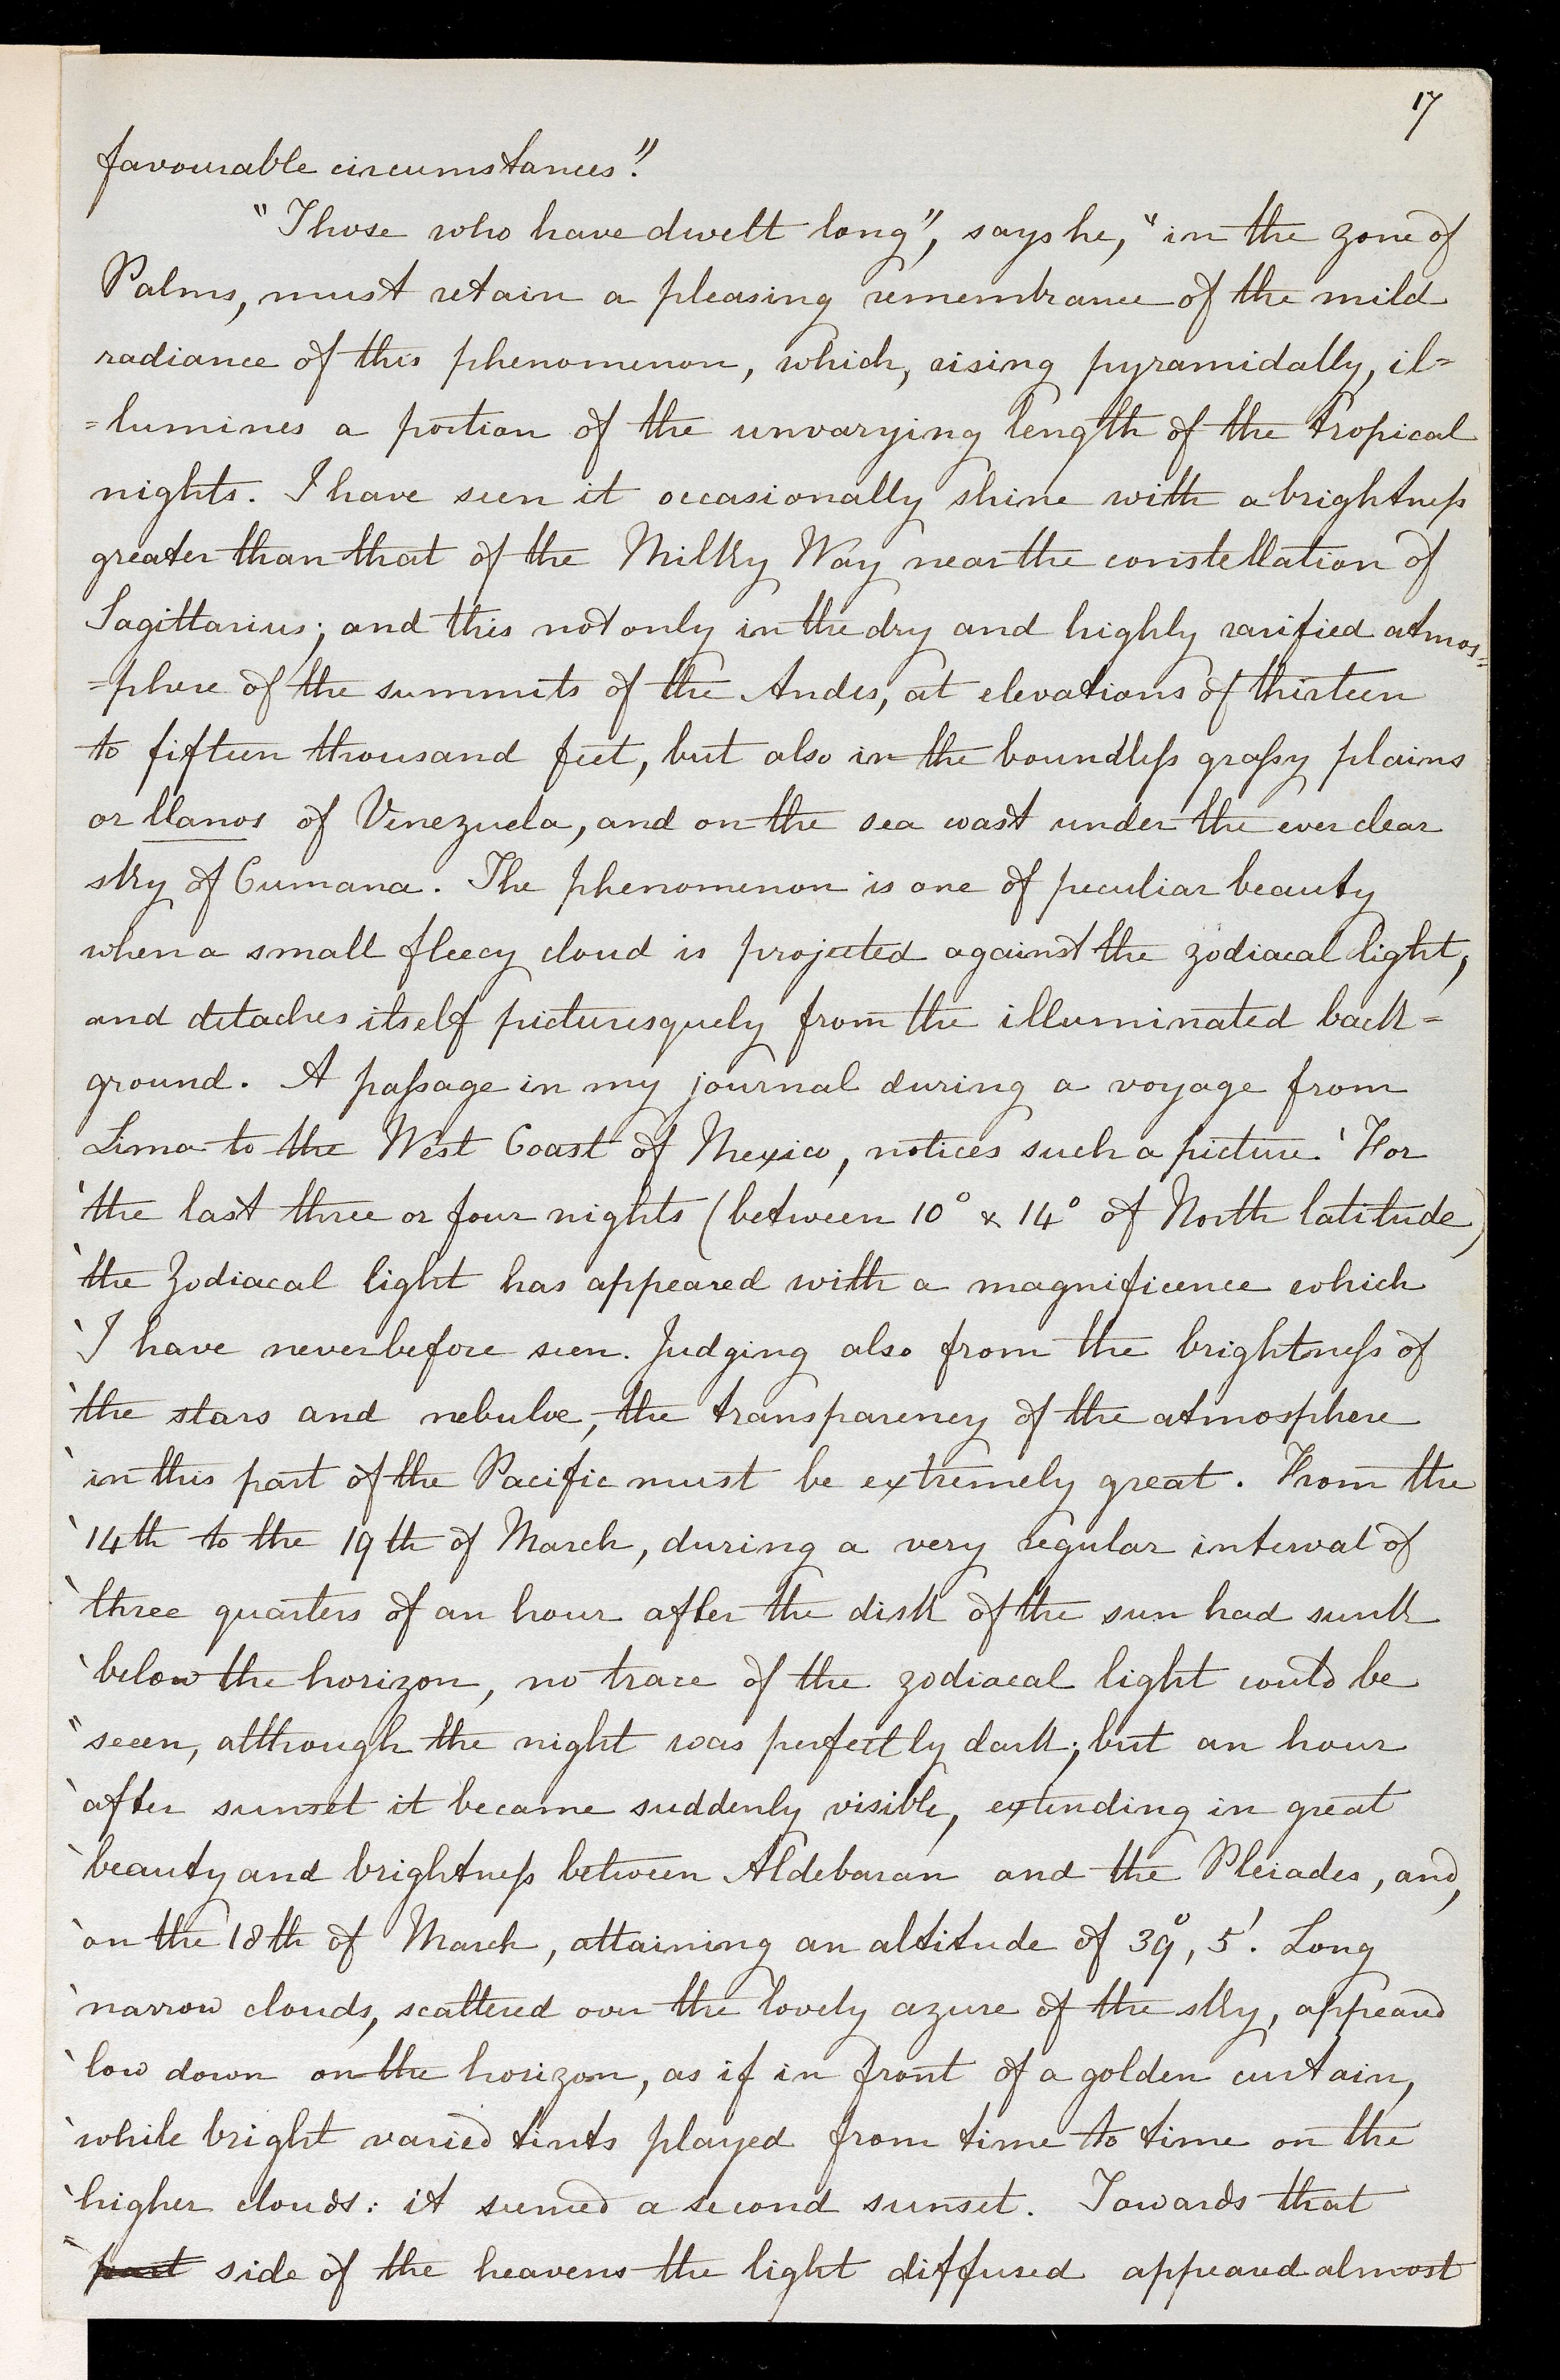 17
favourable circumstances."
"Those who have dwelt long", says he, "in the zone of
Palms, must retain a pleasing remembrance of the mild
radiance of this phenomenon, which, rising pyramidally, il=
=lumines a portion of the unvarying length of the tropical
nights. I have seen it occasionally shine with a brightneſs
greater than that of the Milky Way near the constellation of
Sagittarius; and this not only in the dry and highly rarified atmos=
=phere of the summits of the Andes, at elevations of thirteen
to fifteen thousand feet, but also in the boundleſs graſsy plains
or llanos of Venezuela, and on the sea coast under the ever clear
sky of Cumana. The phenomenon is one of peculiar beauty
when a small fleecy cloud is projected against the zodiacal light,
and detaches itself picturesquely from the illuminated back=
ground. A paſsage in my journal during a voyage from
Lima to the West Coast of Mexico, notices such a picture. 'For
'the last three or four nights (between 10° & 14° of North latitude)
'the Zodiacal light has appeared with a magnificence which
'I have never before seen. Judging also from the brightneſs of
'the stars and nebulæ, the transparency of the atmosphere
'in this part of the Pacific must be extremely great. From the
'14th to the 19th of March, during a very regular interval of
'three quarters of an hour after the disk of the sun had sunk
'below the horizon, no trace of the zodiacal light could be
"seeen, although the night was perfectly dark; but an hour
'after sunset it became suddenly visible, extending in great
'beauty and brightneſs between Aldebaran and the Pleiades, and,
'on the 18th of March, attaining an altitude of 39°, 5'. Long
'narrow clouds, scattered over the lovely azure of the sky, appeared
'low down on the horizon, as if in front of a golden curtain,
'while bright varied tints played from time to time on the
'higher clouds: it seemed a second sunset. Towards that
"part side of the heavens the light diffused appeared almost